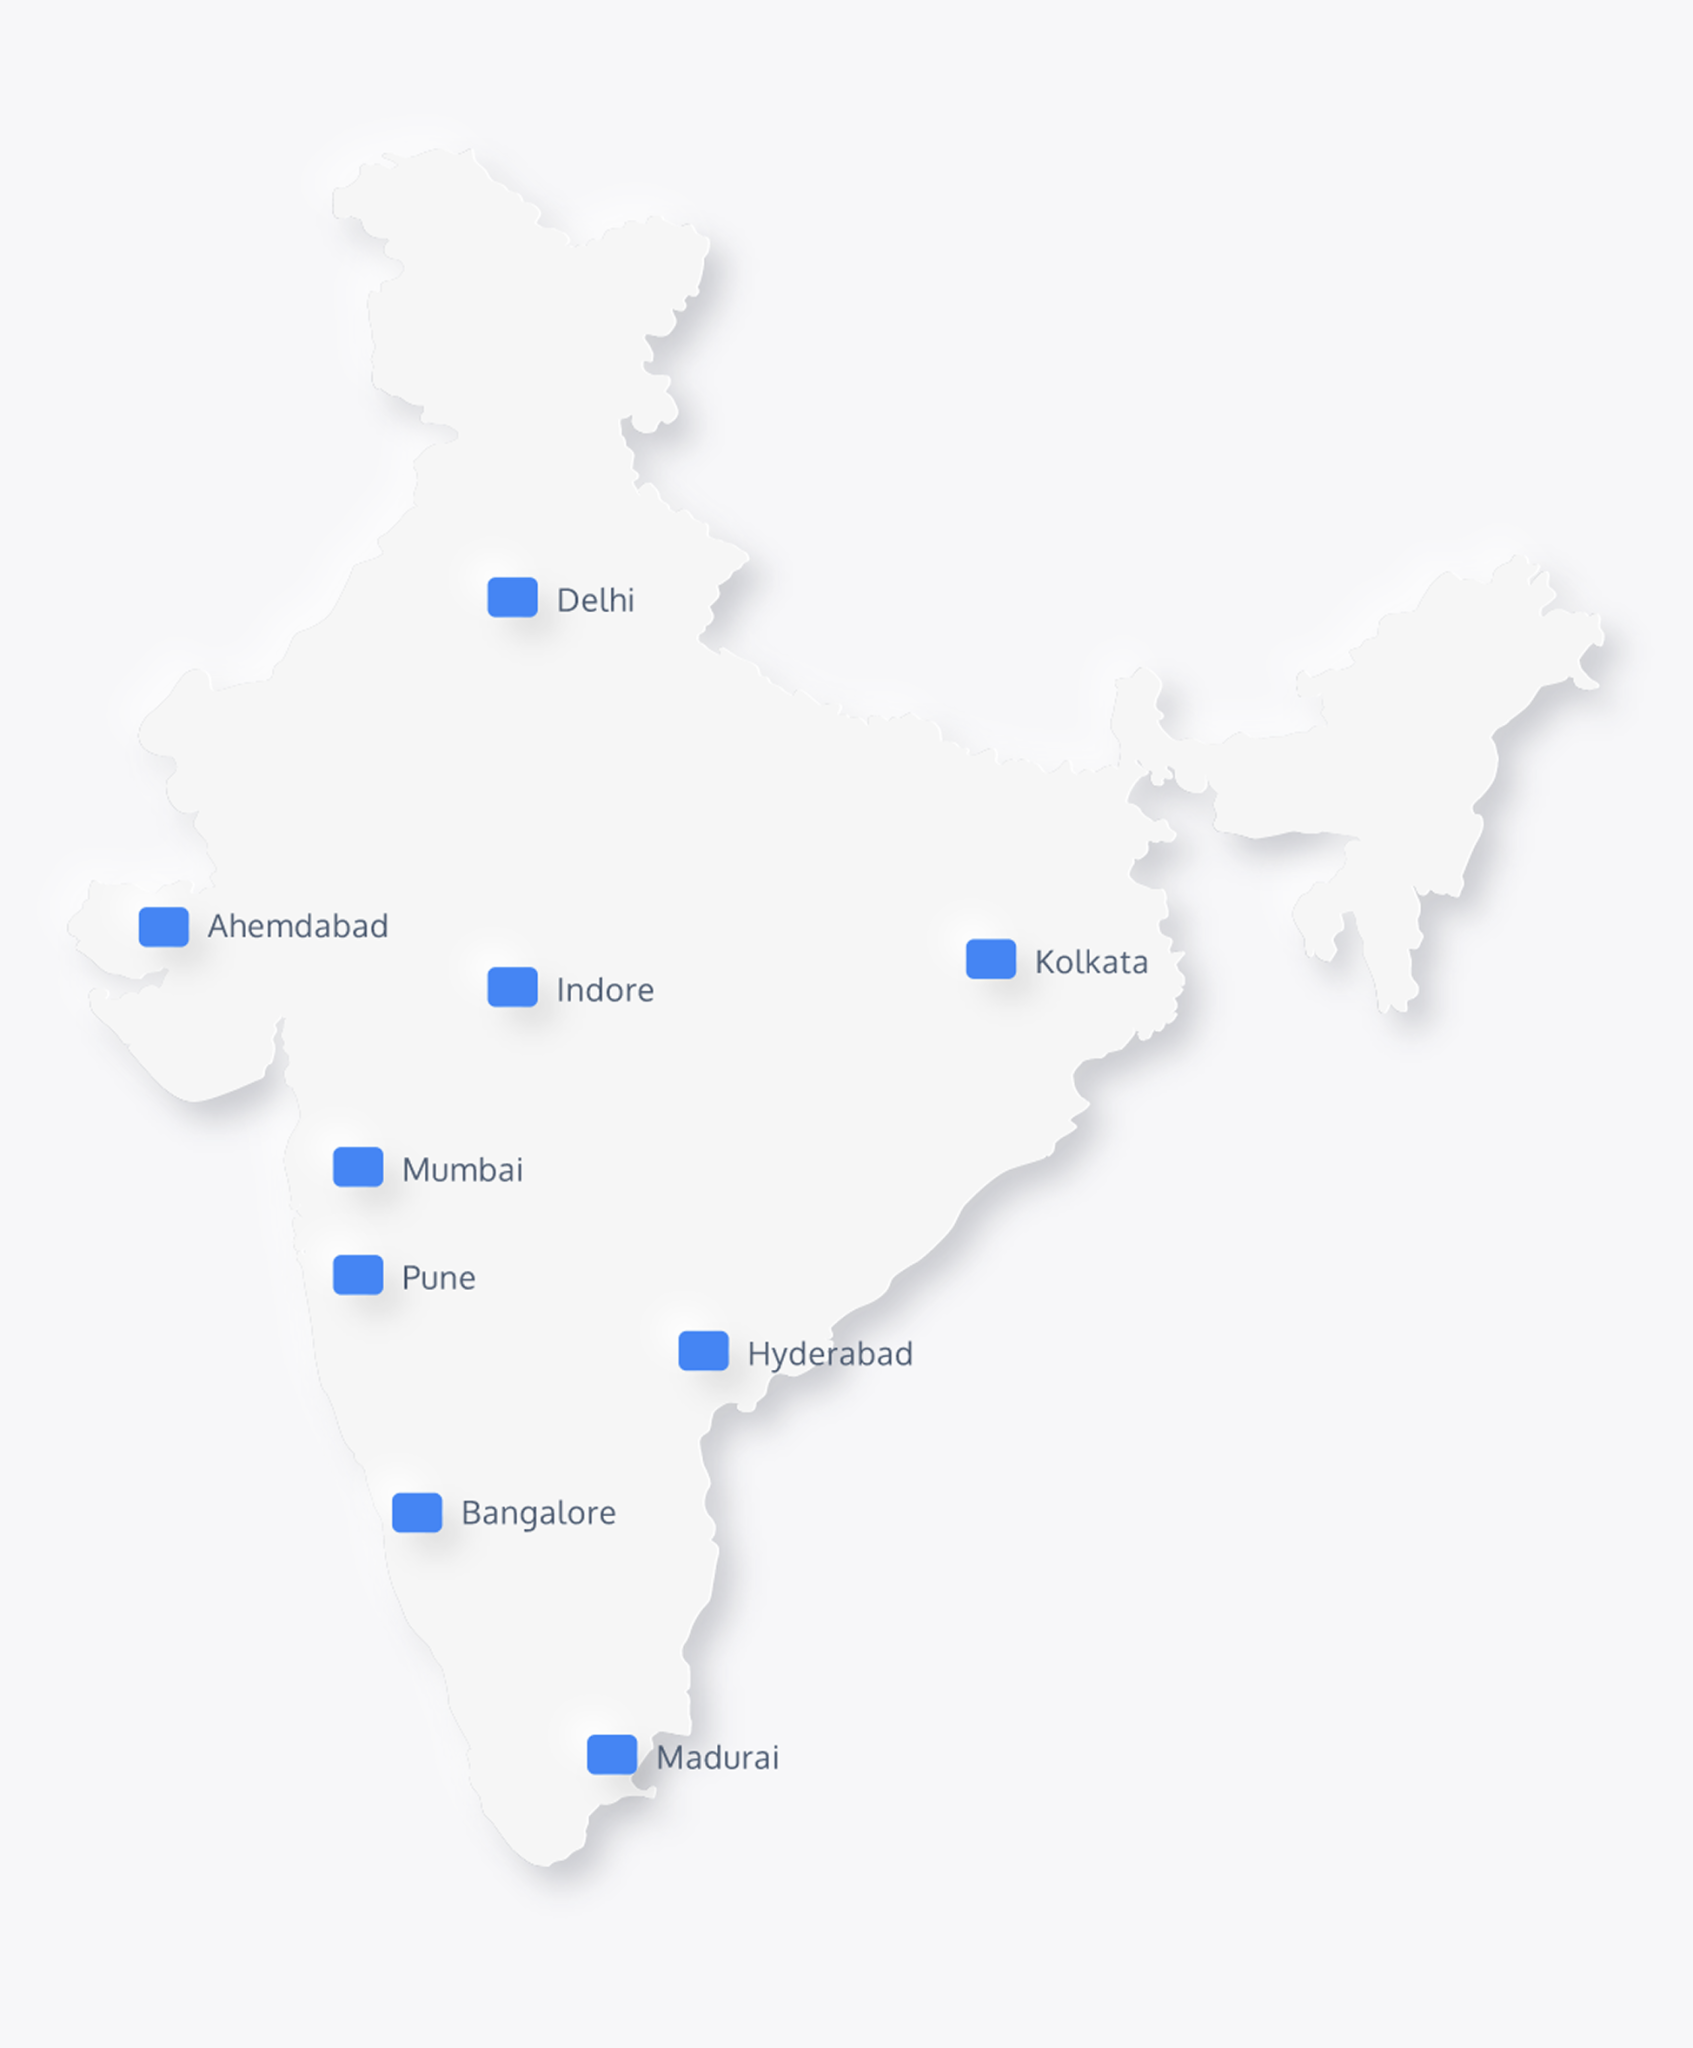 Delhi
Ahemdabad
Kolkata
Indore
Mumbai
Pune
Hyderabad
Bangalore
Madurai